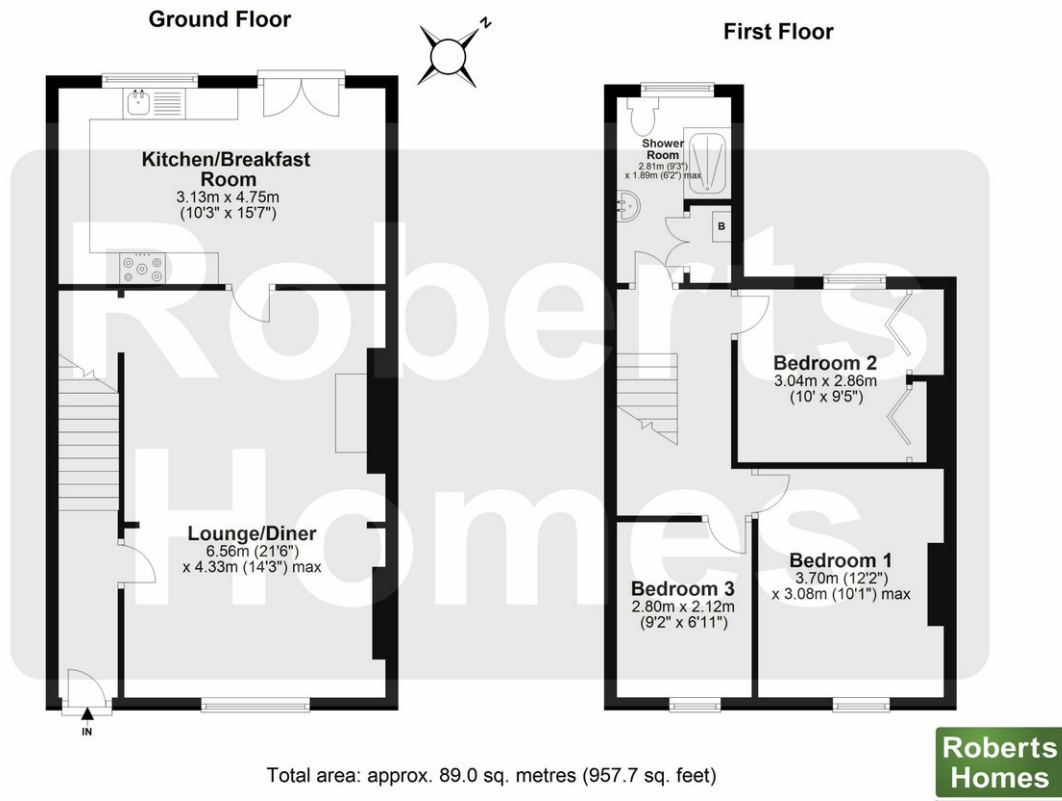 Ground Floor
First Floor
N
Kitchen/Breakfast
Room
3.13m x 4.75m
(10'3" x 15'7")
Lounge/Diner
6.56m (21'6")
x 4.33m (14'3") max
IN
Shower
Room
2.81m (9'3")
x 1.89m (6'2") max
B
Bedroom 2
3.04m x 2.86m
(10' x 9'5")
Bedroom 1
3.70m (12'2")
x 3.08m (10'1") max
Bedroom 3
2.80m x 2.12m
(9'2" x 6'11")
Roberts
Homes
Total area: approx. 89.0 sq. metres (957.7 sq. feet)
Roberts
Homes